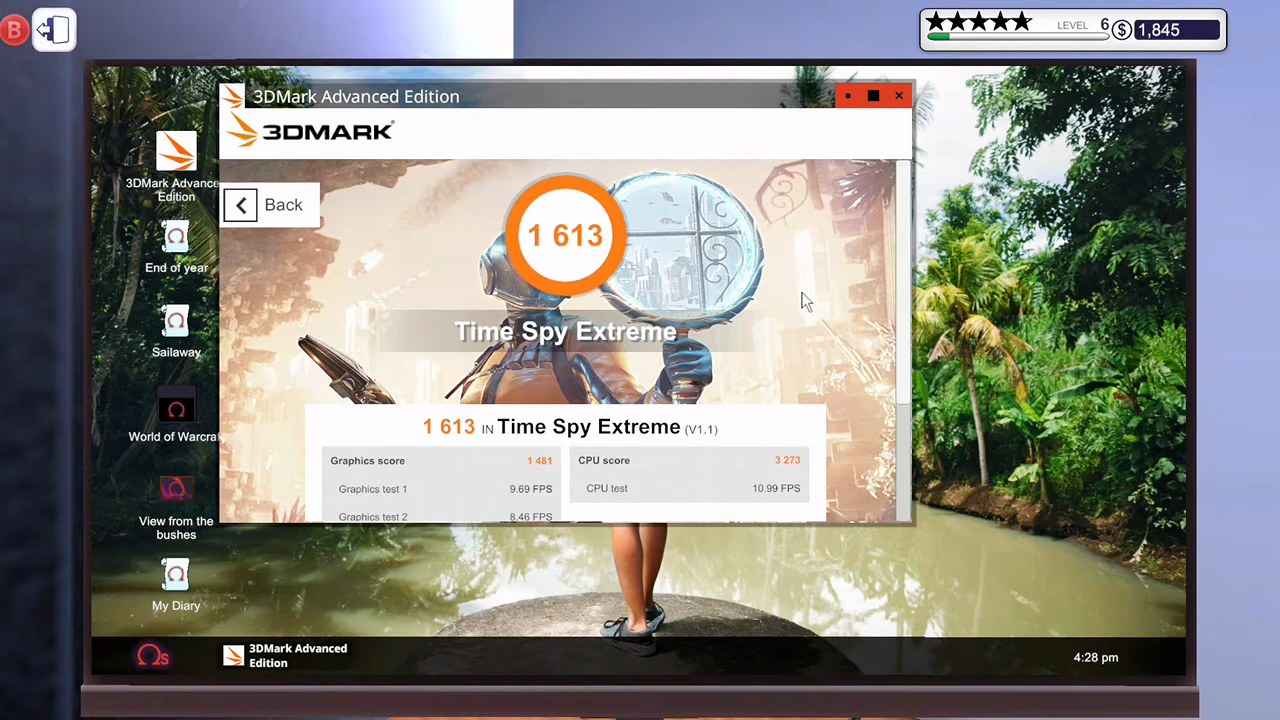 B
LEVEL 6
$ 1,845
3DMark Advanced Edition
3DMARK
Back
1 613
Time Spy Extreme
1 613 IN Time Spy Extreme (V1.1)
Graphics score 1 481
Graphics test 1 9.69 FPS
Graphics test 2 8.46 FPS
CPU score 3 273
CPU test 10.99 FPS
3DMark Advance
Edition
End of year
Sailaway
World of Warcra
View from the
bushes
My Diary
Ωs
3DMark Advanced
Edition
4:28 pm